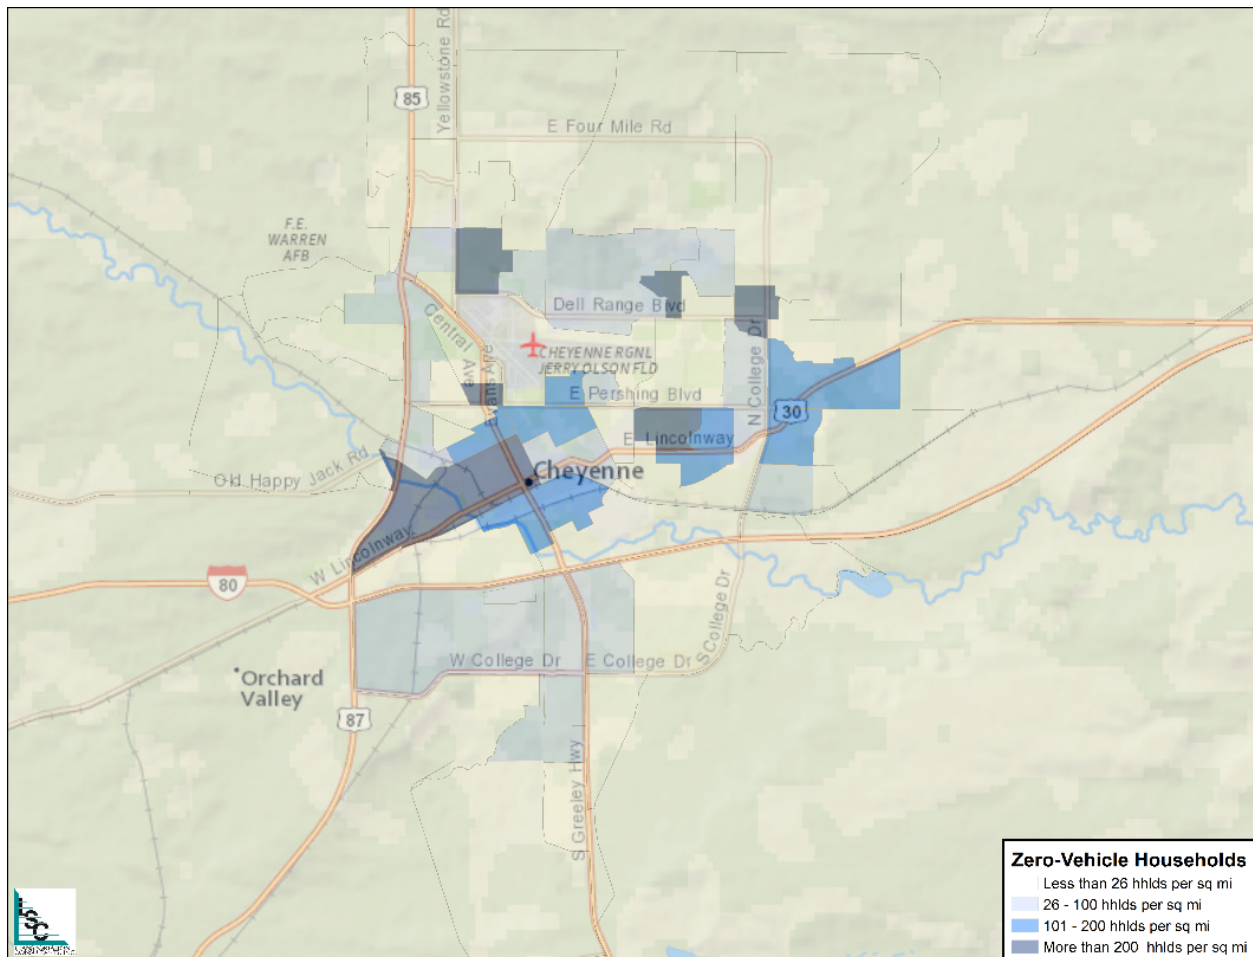 85
Yellowstone Rd
E Four Mile Rd
F.E.
WARREN
AFB
Dell Range Blvd
Central Ave
Evans Ave
CHEYENNE RGNL
JERRY OLSON FLD
N College Dr
E Pershing Blvd
30
E Lincolnway
Old Happy Jack Rd
Cheyenne
W Lincolnway
80
S College Dr
W College Dr
E College Dr
Orchard
Valley
87
S Greeley Hwy
Zero-Vehicle Households
Less than 26 hhlds per sq mi
26 - 100 hhlds per sq mi
101 - 200 hhlds per sq mi
More than 200 hhlds per sq mi
LSC